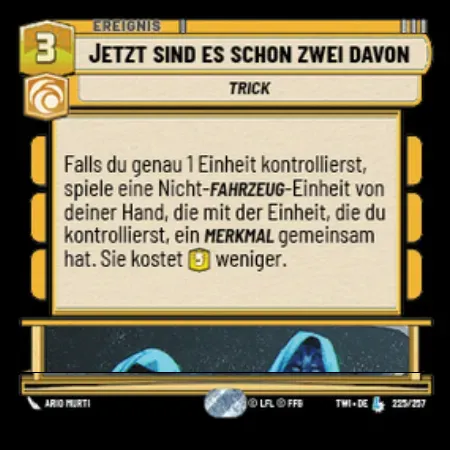 EREIGNIS
3
JETZT SIND ES SCHON ZWEI DAVON
TRICK
Falls du genau 1 Einheit kontrollierst,
spiele eine Nicht-FAHRZEUG-Einheit von
deiner Hand, die mit der Einheit, die du
kontrollierst, ein MERKMAL gemeinsam
hat. Sie kostet 5 weniger.
ARIO MURTI
© LFL © FFG
TWI • DE
225/257